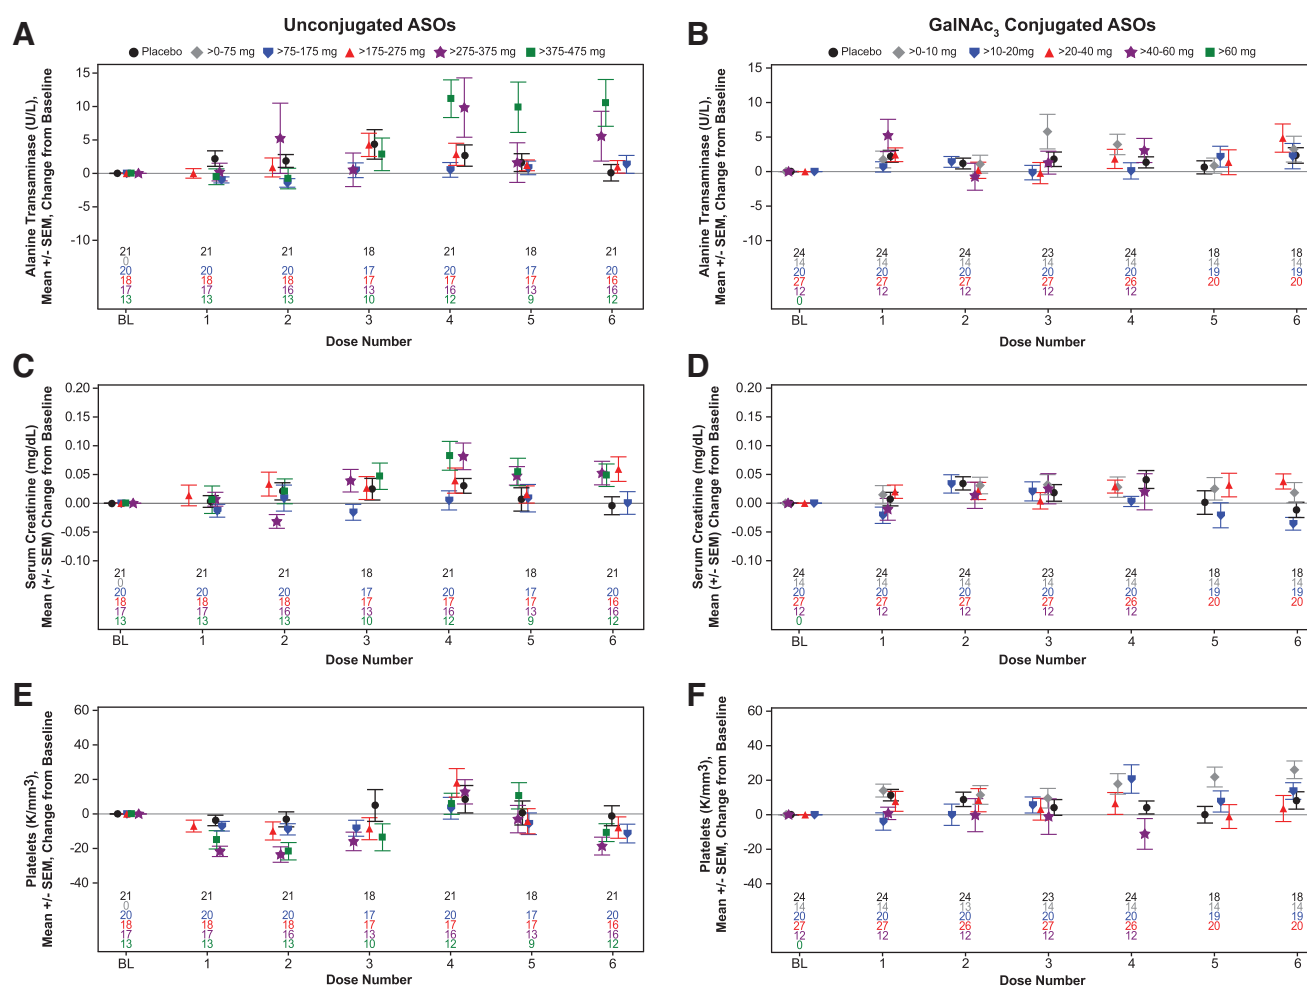 A
Unconjugated ASOs
Placebo >0-75 mg >75-175 mg >175-275 mg >275-375 mg >375-475 mg
Alanine Transaminase (U/L),
Mean +/- SEM, Change from Baseline
15
10
5
0
-5
-10
21 21 21 18 21 18 21
0
20 20 20 17 20 17 20
18 18 18 17 17 17 16
17 17 16 13 16 13 16
13 13 13 10 12 9 12
BL 1 2 3 4 5 6
Dose Number
B
GalNAc3 Conjugated ASOs
Placebo >0-10 mg >10-20mg >20-40 mg >40-60 mg >60 mg
Alanine Transaminase (U/L),
Mean +/- SEM, Change from Baseline
15
10
5
0
-5
-10
24 24 24 23 24 18 18
14 14 14 14 14 14 14
20 20 20 20 20 19 19
27 27 27 27 26 20 20
12 12 12 12 12
0
BL 1 2 3 4 5 6
Dose Number
C
Serum Creatinine (mg/dL)
Mean (+/- SEM) Change from Baseline
0.20
0.15
0.10
0.05
0.00
-0.05
-0.10
21 21 21 18 21 18 21
0
20 20 20 17 20 17 20
18 18 18 17 17 17 16
17 17 16 13 16 13 16
13 13 13 10 12 9 12
BL 1 2 3 4 5 6
Dose Number
D
Serum Creatinine (mg/dL)
Mean (+/- SEM) Change from Baseline
0.20
0.15
0.10
0.05
0.00
-0.05
-0.10
24 24 24 23 24 18 18
14 14 14 14 14 14 14
20 20 20 20 20 19 19
27 27 27 27 26 20 20
12 12 12 12 12
0
BL 1 2 3 4 5 6
Dose Number
E
Platelets (K/mm3),
Mean +/- SEM, Change from Baseline
60
40
20
0
-20
-40
21 21 21 18 21 18 21
0
20 20 20 17 20 17 20
18 18 18 17 17 17 16
17 17 16 13 16 13 16
13 13 13 10 12 9 12
BL 1 2 3 4 5 6
Dose Number
F
Platelets (K/mm3),
Mean +/- SEM, Change from Baseline
60
40
20
0
-20
-40
24 24 24 23 24 18 18
14 14 13 14 14 14 14
20 20 20 20 20 19 19
27 27 26 27 26 20 20
12 12 12 12 12
0
BL 1 2 3 4 5 6
Dose Number